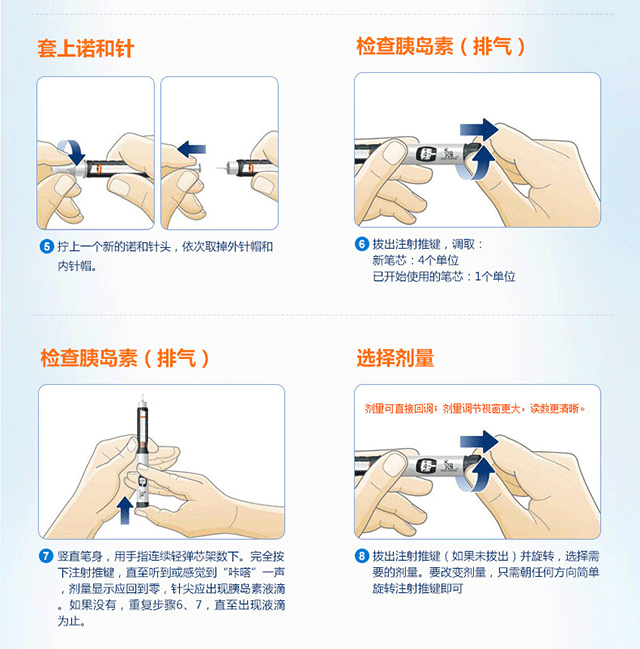 套上诺和针
检查胰岛素（排气）
5 拧上一个新的诺和针头，依次取掉外针帽和
内针帽。
6 拔出注射推键，调取：
新笔芯：4个单位
已开始使用的笔芯：1个单位
检查胰岛素（排气）
选择剂量
剂量可直接回调；剂量调节视窗更大，读数更清晰。
7 竖直笔身，用手指连续轻弹芯架数下。完全按
下注射推键，直至听到或感觉到“咔嗒”一声
，剂量显示应回到零，针尖应出现胰岛素液滴
。如果没有，重复步骤6、7，直至出现液滴
为止。
8 拔出注射推键（如果未拔出）并旋转，选择需
要的剂量。要改变剂量，只需朝任何方向简单
旋转注射推键即可